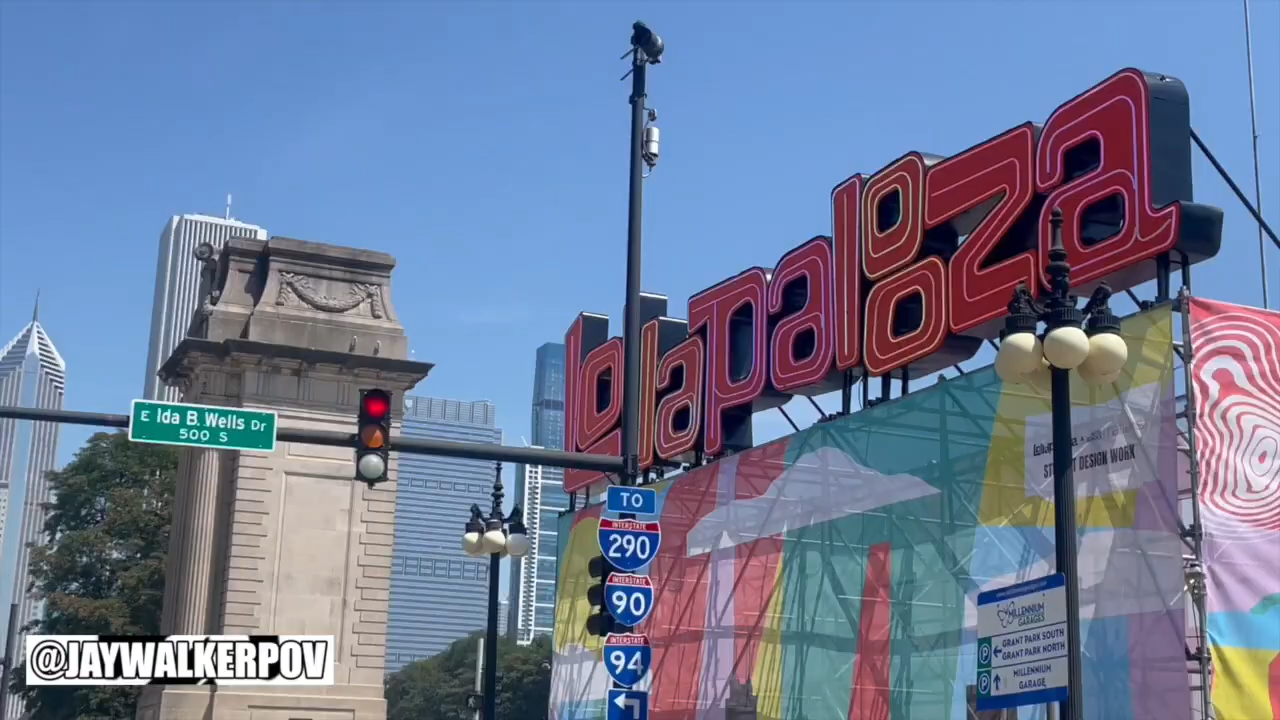 lollapalooza
E Ida B. Wells Dr
500 S
TO
INTERSTATE
290
INTERSTATE
90
INTERSTATE
94
STUDENT DESIGN WORK
MILLENNIUM
GARAGES
P
GRANT PARK SOUTH
GRANT PARK NORTH
P
MILLENNIUM
GARAGE
@JAYWALKERPOV